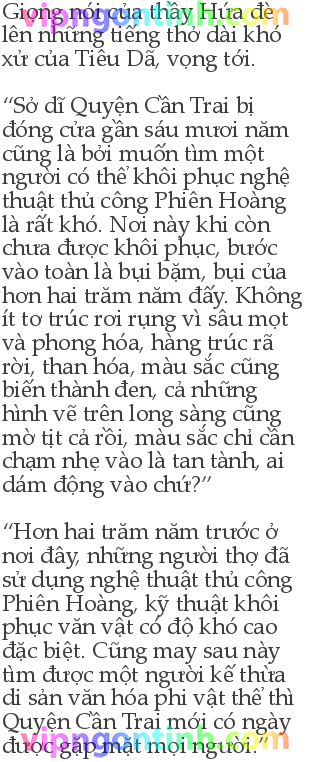 Giọng nói của thầy Hứa đè
lên những tiếng thở dài khó
xử của Tiêu Dã, vọng tới.
“Sở dĩ Quyện Cần Trai bị
đóng cửa gần sáu mươi năm
cũng là bởi muốn tìm một
người có thể khôi phục nghệ
thuật thủ công Phiên Hoàng
là rất khó. Nơi này khi còn
chưa được khôi phục, bước
vào toàn là bụi bặm, bụi của
hơn hai trăm năm đấy. Không
ít tơ trúc rơi rụng vì sâu mọt
và phong hóa, hàng trúc rã
rời, than hóa, màu sắc cũng
biến thành đen, cả những
hình vẽ trên long sàng cũng
mờ tịt cả rồi, màu sắc chỉ cần
chạm nhẹ vào là tan tành, ai
dám động vào chứ?”
“Hơn hai trăm năm trước ở
nơi đây, những người thợ đã
sử dụng nghệ thuật thủ công
Phiên Hoàng, kỹ thuật khôi
phục văn vật có độ khó cao
đặc biệt. Cũng may sau này
tìm được một người kế thừa
di sản văn hóa phi vật thể thì
Quyện Cần Trai mới có ngày
được gặp mặt mọi người.”
vipngontinh.com
vipngontinh.com